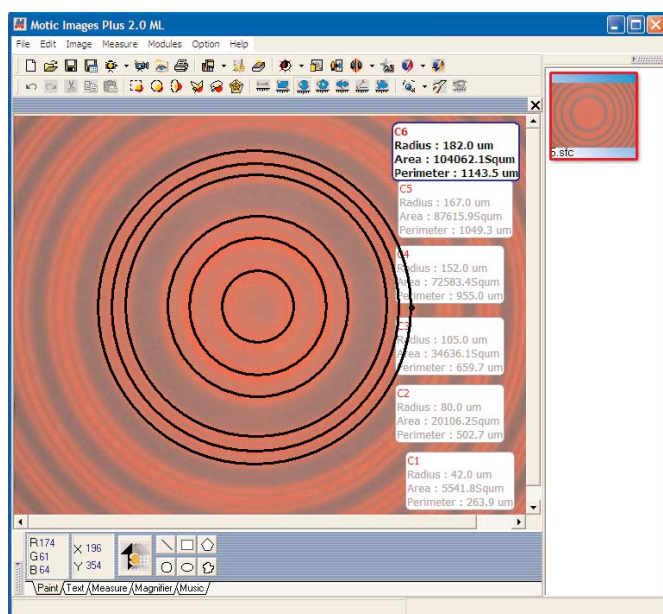 Motic Images Plus 2.0 ML
File Edit Image Measure Modules Option Help
C6
Radius : 182.0 um
Area : 104062.1Squm
Perimeter : 1143.5 um
C5
Radius : 167.0 um
Area : 87615.9Squm
Perimeter : 1049.3 um
C4
Radius : 152.0 um
Area : 72583.4Squm
Perimeter : 955.0 um
C3
Radius : 105.0 um
Area : 34636.1Squm
Perimeter : 659.7 um
C2
Radius : 80.0 um
Area : 20106.2Squm
Perimeter : 502.7 um
C1
Radius : 42.0 um
Area : 5541.8Squm
Perimeter : 263.9 um
5.sfc
R174
G61
B64
X 196
Y 354
Paint Text Measure Magnifier Music